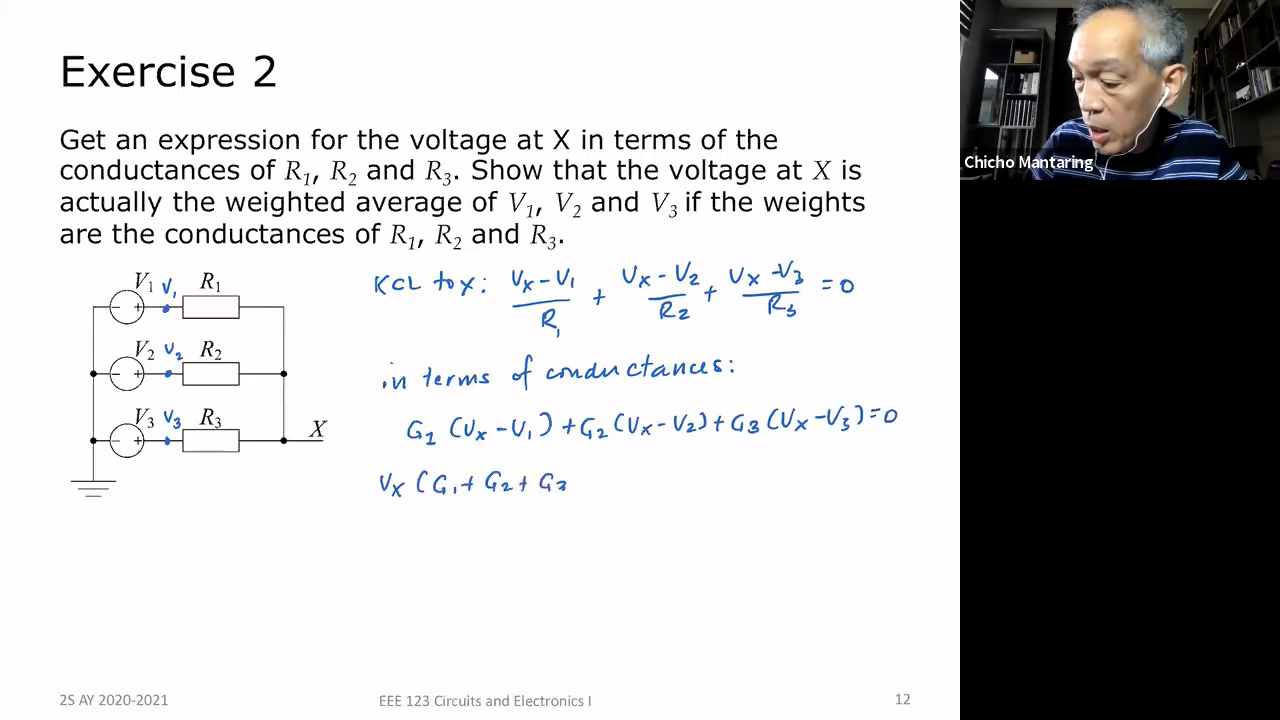 Exercise 2
Get an expression for the voltage at X in terms of the
conductances of R1, R2 and R3. Show that the voltage at X is
actually the weighted average of V1, V2 and V3 if the weights
are the conductances of R1, R2 and R3.
V1 V1 R1
V2 V2 R2
V3 V3 R3
X
KCL to X: (Vx - V1)/R1 + (Vx - V2)/R2 + (Vx - V3)/R3 = 0
in terms of conductances:
G1 (Vx - V1) + G2 (Vx - V2) + G3 (Vx - V3) = 0
Vx (G1 + G2 + G3
2S AY 2020-2021
EEE 123 Circuits and Electronics I
12
Chicho Mantaring